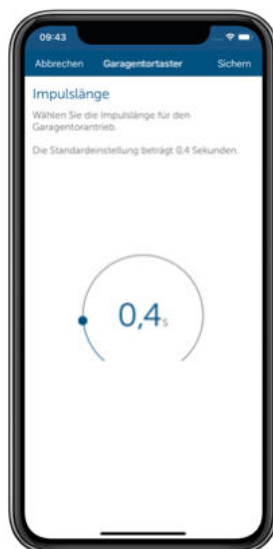 09:43
Abbrechen Garagentortaster Sichern
Impulslänge
Wählen Sie die Impulslänge für den
Garagentorantrieb.
Die Standardeinstellung beträgt 0,4 Sekunden.
0,4s